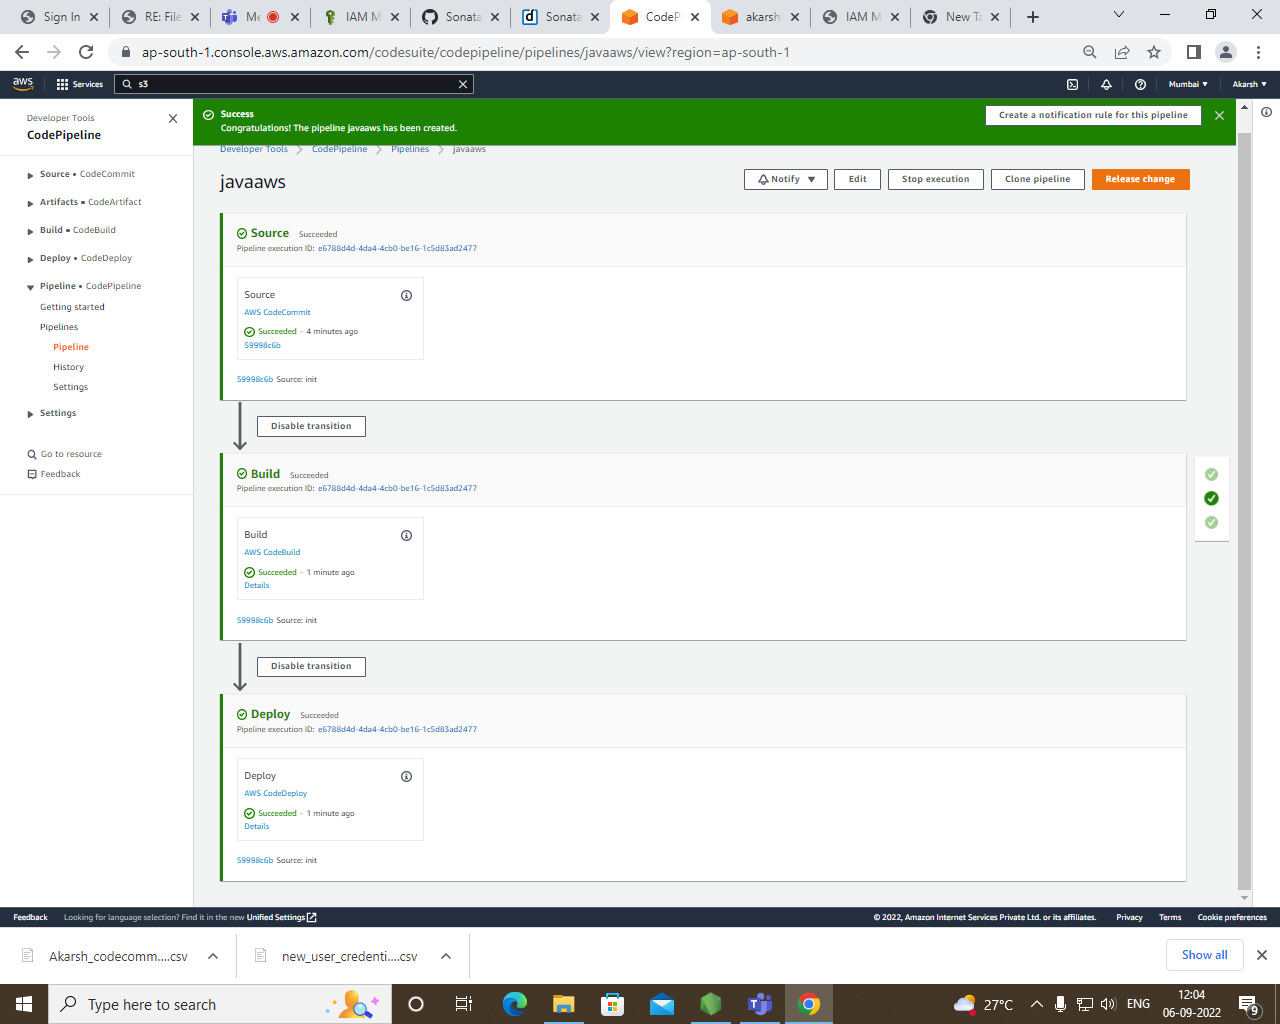 Sign In
RE: File
Me
IAM M
Sonata
Sonat
CodeP
akarsh
IAM M
New Ta
ap-south-1.console.aws.amazon.com/codesuite/codepipeline/pipelines/javaaws/view?region=ap-south-1
aws
Services
s3
Mumbai
Akarsh
Developer Tools
CodePipeline
Source • CodeCommit
Artifacts • CodeArtifact
Build • CodeBuild
Deploy • CodeDeploy
Pipeline • CodePipeline
Getting started
Pipelines
Pipeline
History
Settings
Settings
Go to resource
Feedback
Success
Congratulations! The pipeline javaaws has been created.
Create a notification rule for this pipeline
Developer Tools > CodePipeline > Pipelines > javaaws
javaaws
Notify
Edit
Stop execution
Clone pipeline
Release change
Source Succeeded
Pipeline execution ID: e6788d4d-4da4-4cb0-be16-1c5d83ad2477
Source
AWS CodeCommit
Succeeded - 4 minutes ago
59998c6b
59998c6b Source: init
Disable transition
Build Succeeded
Pipeline execution ID: e6788d4d-4da4-4cb0-be16-1c5d83ad2477
Build
AWS CodeBuild
Succeeded - 1 minute ago
Details
59998c6b Source: init
Disable transition
Deploy Succeeded
Pipeline execution ID: e6788d4d-4da4-4cb0-be16-1c5d83ad2477
Deploy
AWS CodeDeploy
Succeeded - 1 minute ago
Details
59998c6b Source: init
Feedback
Looking for language selection? Find it in the new Unified Settings
© 2022, Amazon Internet Services Private Ltd. or its affiliates.
Privacy
Terms
Cookie preferences
Akarsh_codecomm....csv
new_user_credenti....csv
Show all
Type here to search
27°C
ENG
12:04
06-09-2022
9